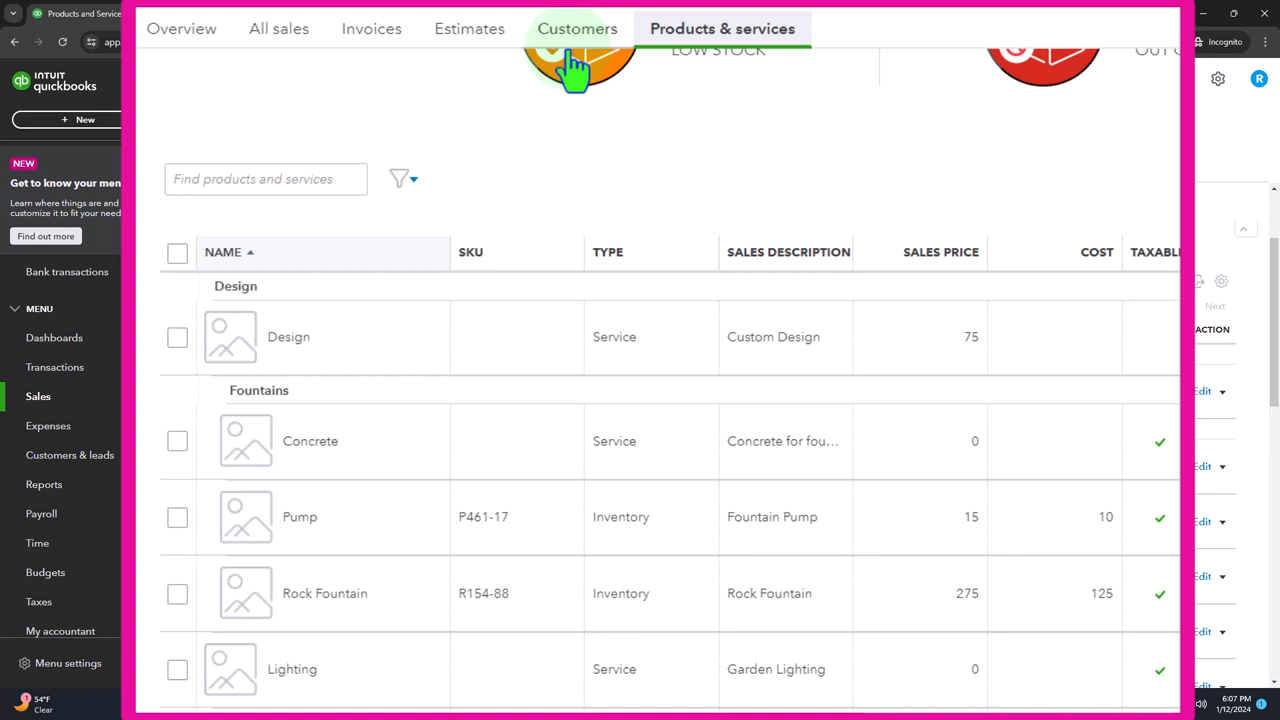 Products and Service
app.
Incognito
INTUIT
quickbooks
R
+ New
NEW
Get to know your men
Learn where things are and
customize it to fit your need
Find out more
Bank transactions
MENU
Dashboards
Transactions
Sales
Expenses
Customers & leads
Reports
Payroll
Time
Budgets
Taxes
My accountant
Menu settings
54°F
Clear
Overview
All sales
Invoices
Estimates
Customers
Products & services
LOW STOCK
OUT
Find products and services
NAME
SKU
TYPE
SALES DESCRIPTION
SALES PRICE
COST
TAXABL
Design
Design
Service
Custom Design
75
Fountains
Concrete
Service
Concrete for fou...
0
Pump
P461-17
Inventory
Fountain Pump
15
10
Rock Fountain
R154-88
Inventory
Rock Fountain
275
125
Lighting
Service
Garden Lighting
0
Next
ACTION
Edit
Edit
Edit
Edit
Edit
Edit
6:07 PM
1/12/2024